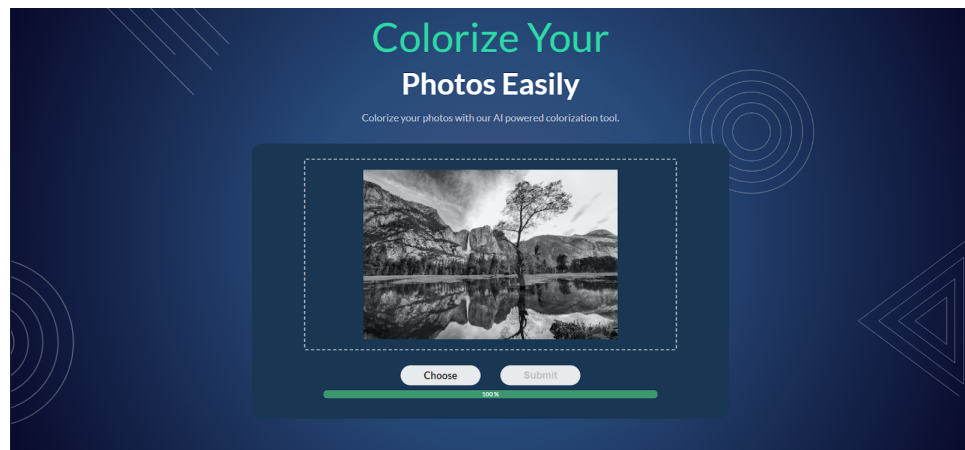 Colorize Your
Photos Easily
Colorize your photos with our AI powered colorization tool.
Choose
Submit
100%